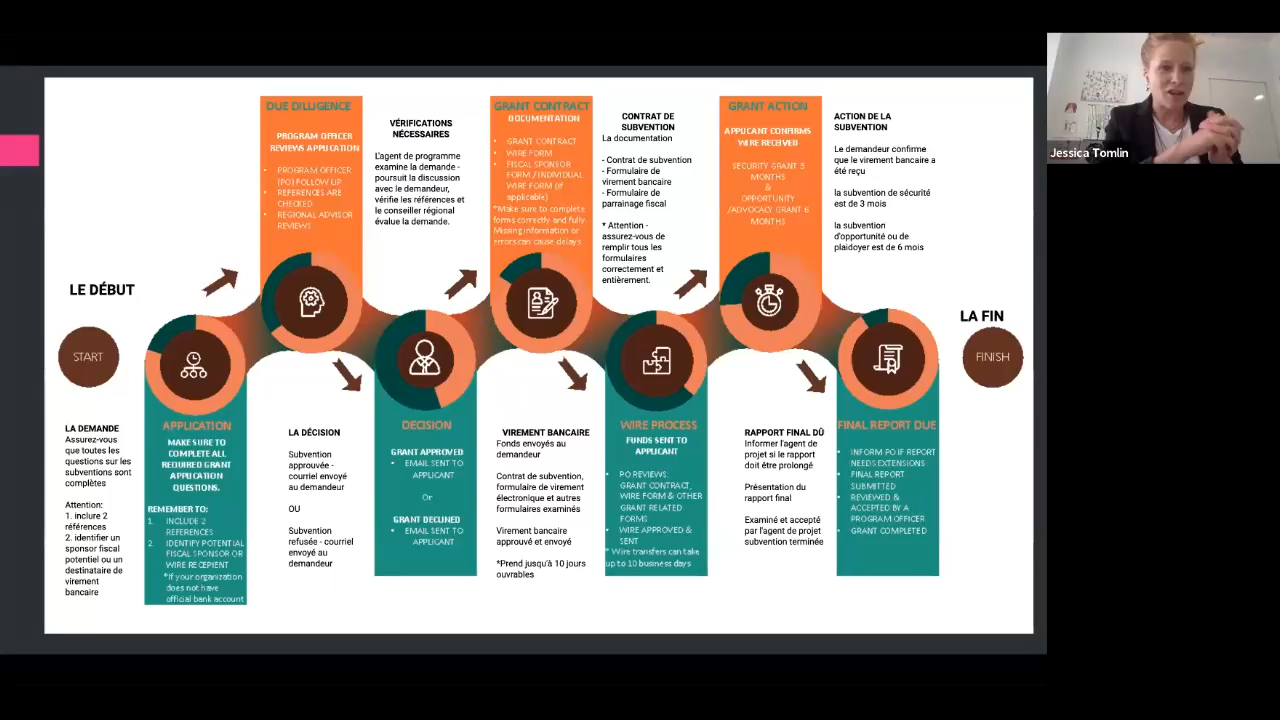 LE DÉBUT
START
LA DEMANDE
Assurez-vous
que toutes les
questions sur les
subventions sont
complètes
Attention:
1. inclure 2
références
2. identifier un
sponsor fiscal
potentiel ou un
destinataire de
virement
bancaire
APPLICATION
MAKE SURE TO
COMPLETE ALL
REQUIRED GRANT
APPLICATION
QUESTIONS.
REMEMBER TO:
1. INCLUDE 2
REFERENCES
2. IDENTIFY POTENTIAL
FISCAL SPONSOR OR
WIRE RECEPIENT
*If your organization
does not have
official bank account
DUE DILLIGENCE
PROGRAM OFFICER
REVIEWS APPLICATION
• PROGRAM OFFICER
(PO) FOLLOW UP
• REFERENCES ARE
CHECKED
• REGIONAL ADVISOR
REVIEWS
VÉRIFICATIONS
NÉCESSAIRES
L'agent de programme
examine la demande -
poursuit la discussion
avec le demandeur,
vérifie les références et
le conseiller régional
évalue la demande.
LA DÉCISION
Subvention
approuvée -
courriel envoyé
au demandeur
OU
Subvention
refusée - courriel
envoyé au
demandeur
DECISION
GRANT APPROVED
• EMAIL SENT TO
APPLICANT
Or
GRANT DECLINED
• EMAIL SENT TO
APPLICANT
GRANT CONTRACT
DOCUMENTATION
• GRANT CONTRACT
• WIRE FORM
• FISCAL SPONSOR
FORM / INDIVIDUAL
WIRE FORM (if
applicable)
*Make sure to complete
forms correctly and fully.
Missing information or
errors can cause delays
CONTRAT DE
SUBVENTION
La documentation
- Contrat de subvention
- Formulaire de
virement bancaire
- Formulaire de
parrainage fiscal
* Attention -
assurez-vous de
remplir tous les
formulaires
correctement et
entièrement.
VIREMENT BANCAIRE
Fonds envoyés au
demandeur
Contrat de subvention,
formulaire de virement
électronique et autres
formulaires examinés
Virement bancaire
approuvé et envoyé
*Prend jusqu'à 10 jours
ouvrables
WIRE PROCESS
FUNDS SENT TO
APPLICANT
• PO REVIEWS:
GRANT CONTRACT,
WIRE FORM & OTHER
GRANT RELATED
FORMS
• WIRE APPROVED &
SENT
* Wire transfers can take
up to 10 business days
GRANT ACTION
APPLICANT CONFIRMS
WIRE RECEIVED
SECURITY GRANT 3
MONTHS
&
OPPORTUNITY
/ADVOCACY GRANT 6
MONTHS
ACTION DE LA
SUBVENTION
Le demandeur confirme
que le virement bancaire a
été reçu
la subvention de sécurité
est de 3 mois
la subvention
d'opportunité ou de
plaidoyer est de 6 mois
RAPPORT FINAL DÛ
Informer l'agent de
projet si le rapport
doit être prolongé
Présentation du
rapport final
Examiné et accepté
par l'agent de projet
subvention terminée
FINAL REPORT DUE
• INFORM PO IF REPORT
NEEDS EXTENSIONS
• FINAL REPORT
SUBMITTED
• REVIEWED &
ACCEPTED BY A
PROGRAM OFFICER
• GRANT COMPLETED
LA FIN
FINISH
Jessica Tomlin